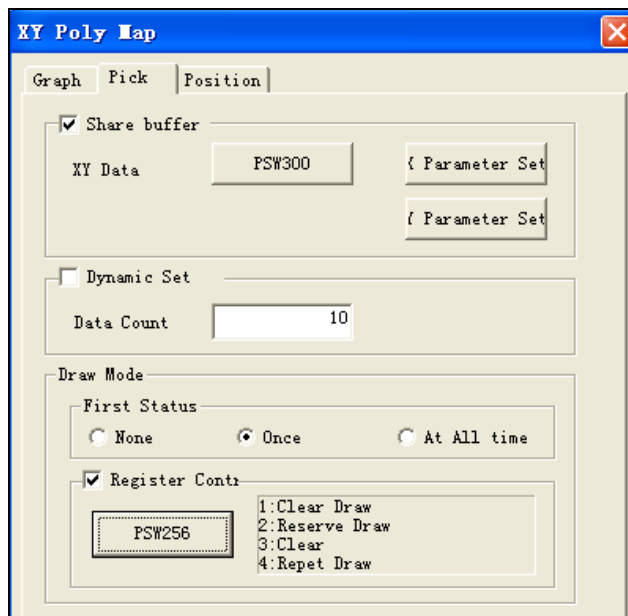 XY Poly Map
Graph Pick Position
Share buffer
XY Data PSW300 Parameter Set
Parameter Set
Dynamic Set
Data Count 10
Draw Mode
First Status
None Once At All time
Register Contr
PSW256
1:Clear Draw
2:Reserve Draw
3:Clear
4:Repet Draw